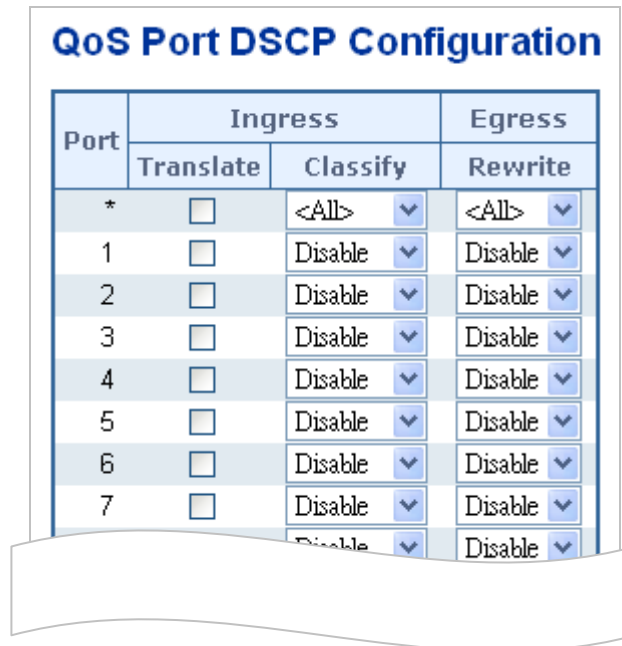 QoS Port DSCP Configuration
Port Ingress Egress
Translate Classify Rewrite
* <All> <All>
1 Disable Disable
2 Disable Disable
3 Disable Disable
4 Disable Disable
5 Disable Disable
6 Disable Disable
7 Disable Disable
Disable Disable